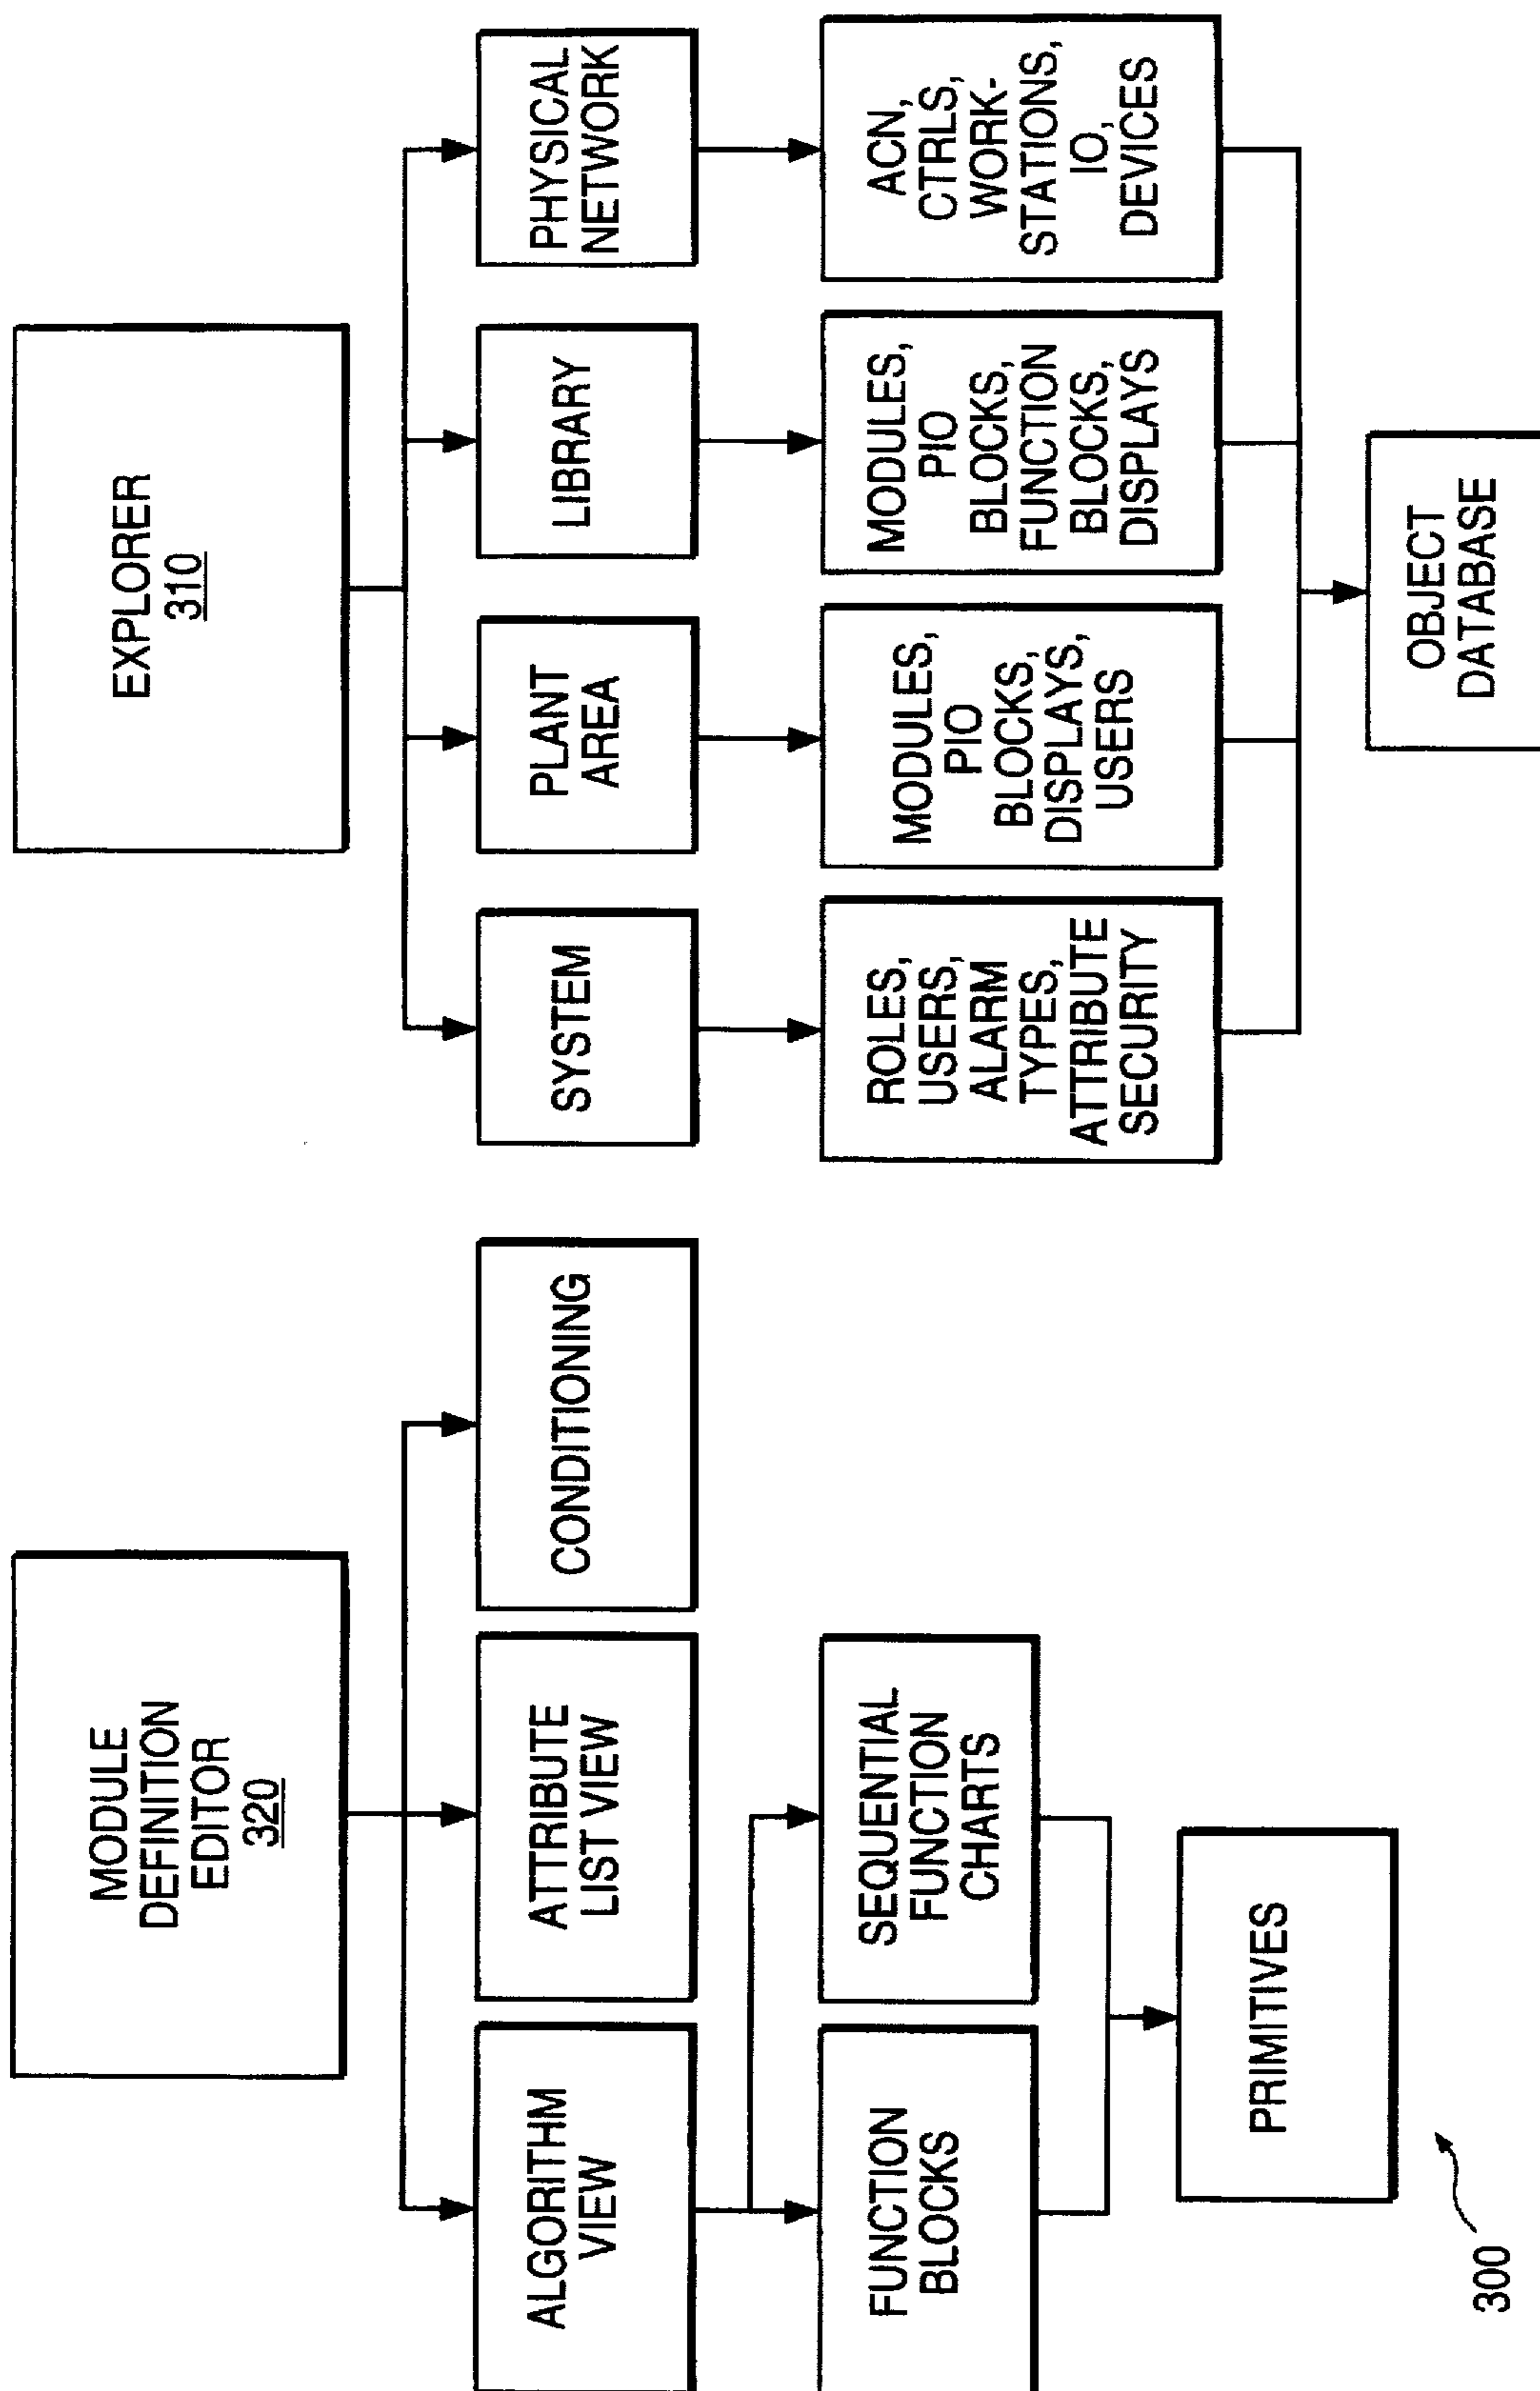 MODULE
DEFINITION
EDITOR
320
ALGORITHM
VIEW
ATTRIBUTE
LIST VIEW
CONDITIONING
FUNCTION
BLOCKS
SEQUENTIAL
FUNCTION
CHARTS
PRIMITIVES
300
EXPLORER
310
SYSTEM
PLANT
AREA
LIBRARY
PHYSICAL
NETWORK
ROLES,
USERS,
ALARM
TYPES,
ATTRIBUTE
SECURITY
MODULES,
PIO
BLOCKS,
DISPLAYS,
USERS
MODULES,
PIO
BLOCKS,
FUNCTION
BLOCKS,
DISPLAYS
ACN,
CTRLS,
WORK-
STATIONS,
IO,
DEVICES
OBJECT
DATABASE